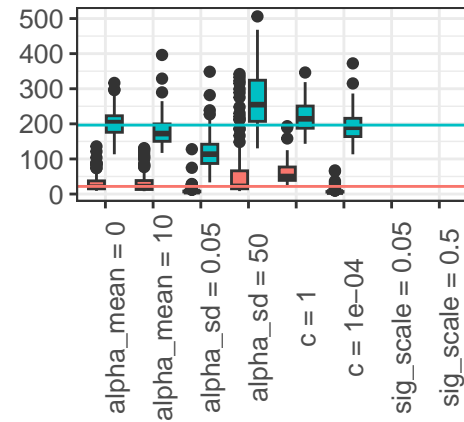 500
400
300
200
100
0
alpha_mean = 0
alpha_mean = 10
alpha_sd = 0.05
alpha_sd = 50
c = 1
c = 1e−04
sig_scale = 0.05
sig_scale = 0.5